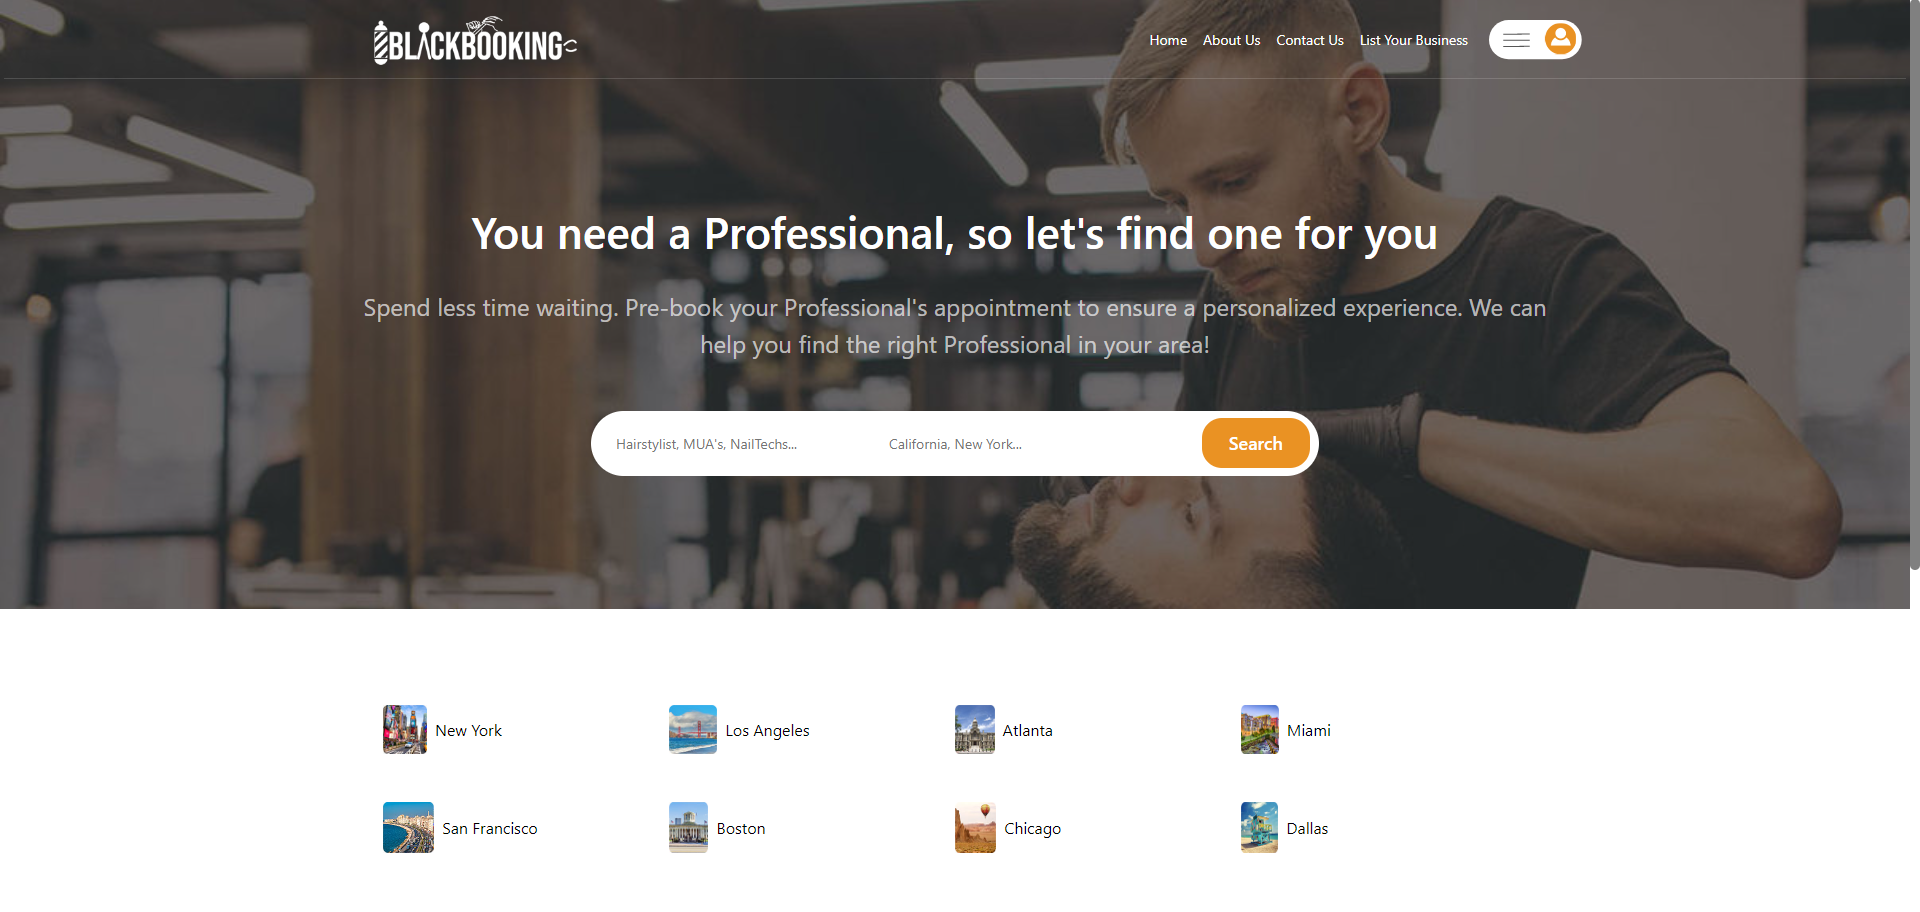 BLACKBOOKING
Home About Us Contact Us List Your Business
You need a Professional, so let's find one for you
Spend less time waiting. Pre-book your Professional's appointment to ensure a personalized experience. We can
help you find the right Professional in your area!
Hairstylist, MUA's, NailTechs... California, New York... Search
New York Los Angeles Atlanta Miami
San Francisco Boston Chicago Dallas